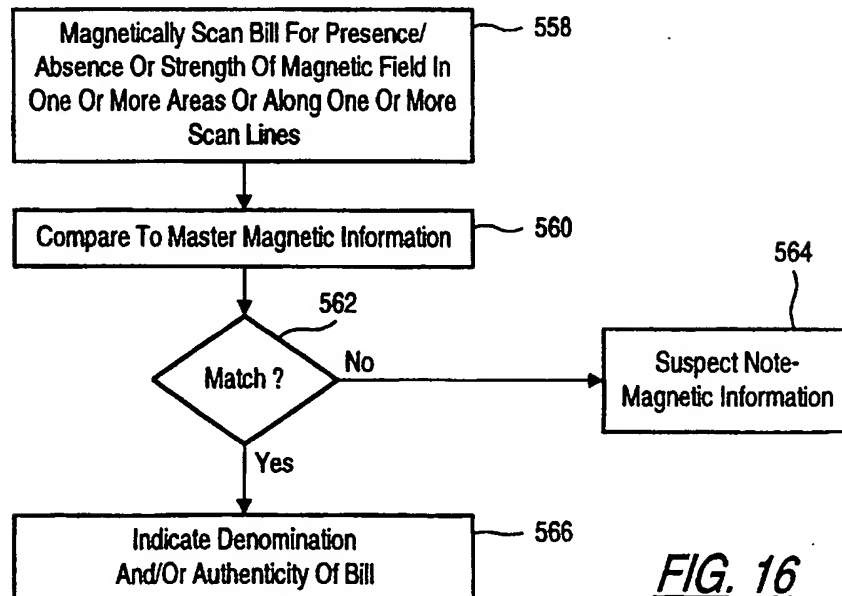 Magnetically Scan Bill For Presence/
Absence Or Strength Of Magnetic Field In
One Or More Areas Or Along One Or More
Scan Lines
558
Compare To Master Magnetic Information
560
562
Match ?
No
564
Suspect Note-
Magnetic Information
Yes
Indicate Denomination
And/Or Authenticity Of Bill
566
FIG. 16